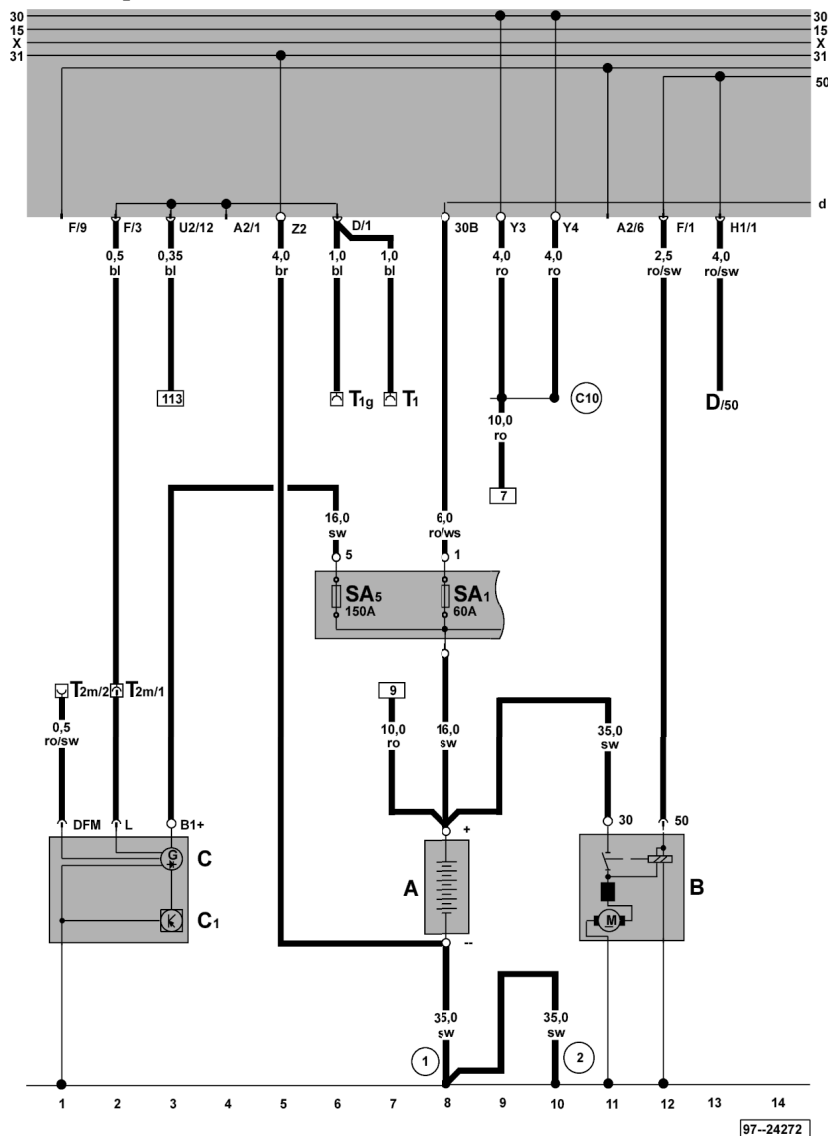 30 30
15 15
X X
31 31
50
d
F/9 F/3 U2/12 A2/1 Z2 D/1 30B Y3 Y4 A2/6 F/1 H1/1
0,5 0,35 4,0 1,0 1,0 4,0 4,0 2,5 4,0
bl bl br bl bl ro ro ro/sw ro/sw
113 T1g T1 C10 D/50
10,0
ro
7
16,0 6,0
sw ro/ws
5 1
SA5 SA1
150A 60A
T2m/2 T2m/1 9
0,5 10,0 16,0 35,0
ro/sw ro sw sw
DFM L B1+ + 30 50
G C A B
C1 M
--
35,0 35,0
sw sw
1 2
1 2 3 4 5 6 7 8 9 10 11 12 13 14
97--24272